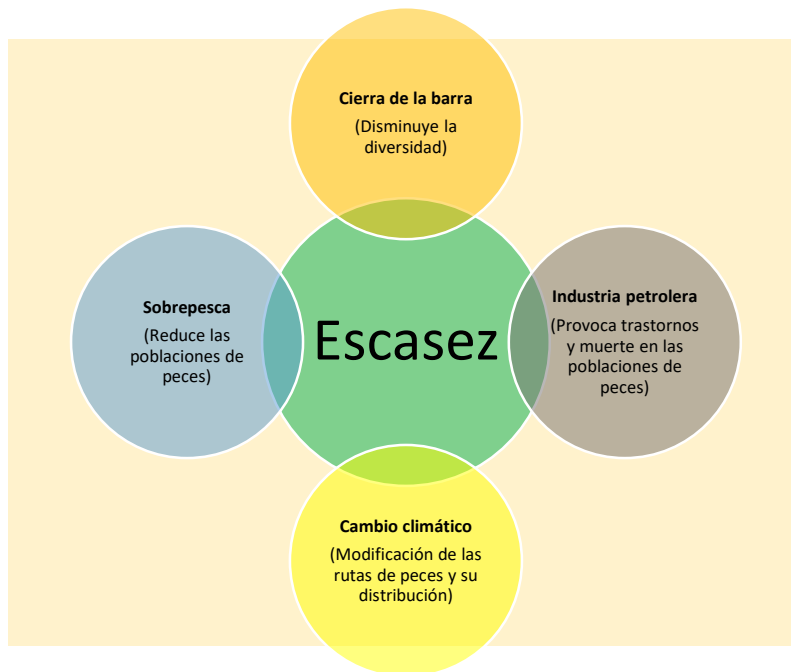 Cierra de la barra
(Disminuye la
diversidad)
Sobrepesca
(Reduce las
poblaciones de
peces)
Escasez
Industria petrolera
(Provoca trastornos
y muerte en las
poblaciones de
peces)
Cambio climático
(Modificación de las
rutas de peces y su
distribución)